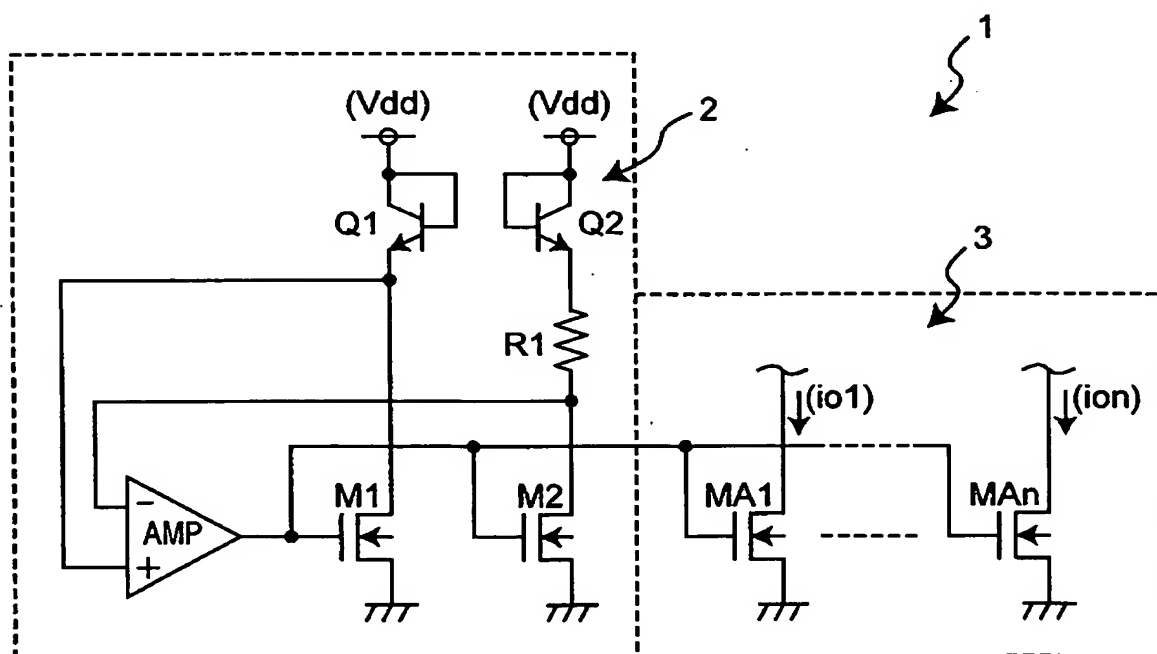 1
(Vdd) (Vdd)
2
Q1 Q2
3
R1
(io1) (ion)
M1 M2 MA1 MAn
-
AMP
+